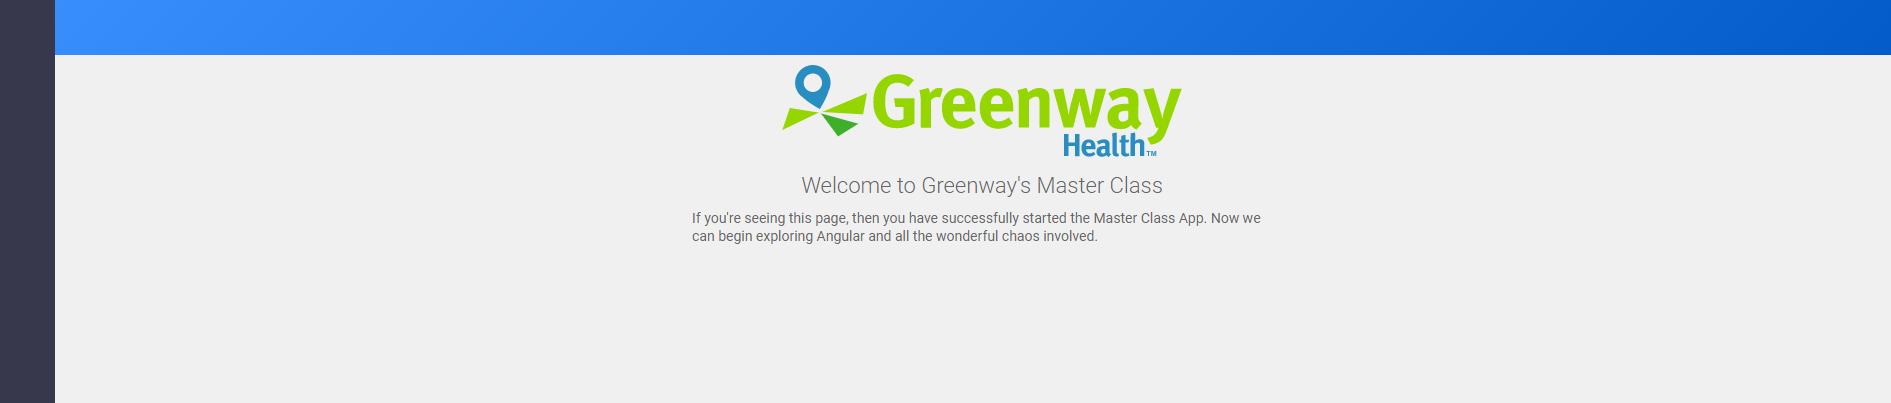 Greenway
Health™
Welcome to Greenway's Master Class
If you're seeing this page, then you have successfully started the Master Class App. Now we
can begin exploring Angular and all the wonderful chaos involved.